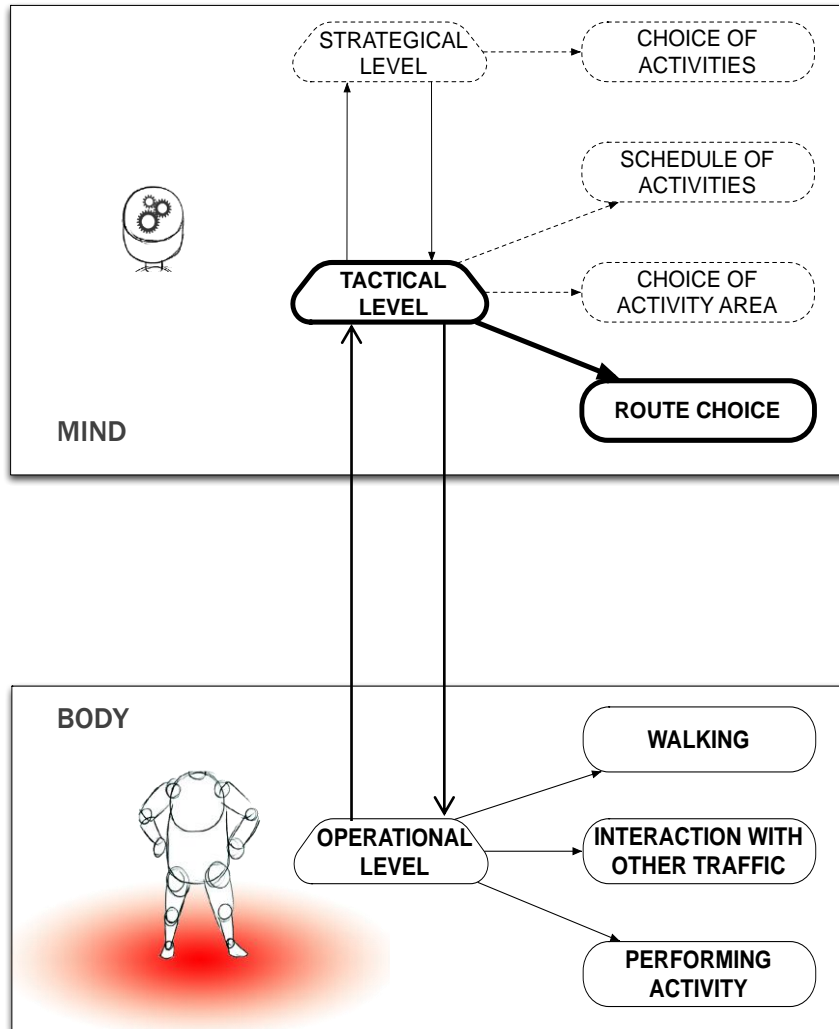 STRATEGICAL
LEVEL
CHOICE OF
ACTIVITIES
SCHEDULE OF
ACTIVITIES
TACTICAL
LEVEL
CHOICE OF
ACTIVITY AREA
ROUTE CHOICE
MIND
BODY
WALKING
OPERATIONAL
LEVEL
INTERACTION WITH
OTHER TRAFFIC
PERFORMING
ACTIVITY